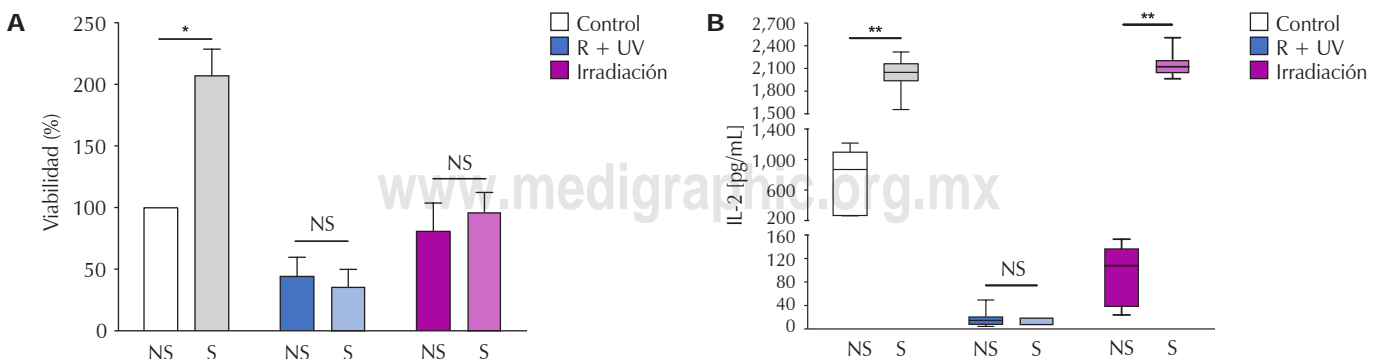 A
Viabilidad (%)
250
200
150
100
50
0
*
NS
NS
NS S
NS S
NS S
Control
R + UV
Irradiación
B
IL-2 [pg/mL]
2,700
2,400
2,100
1,800
1,500
1,400
1,000
600
200
160
120
80
40
0
**
NS
**
NS S
NS S
NS S
Control
R + UV
Irradiación
www.medigraphic.org.mx